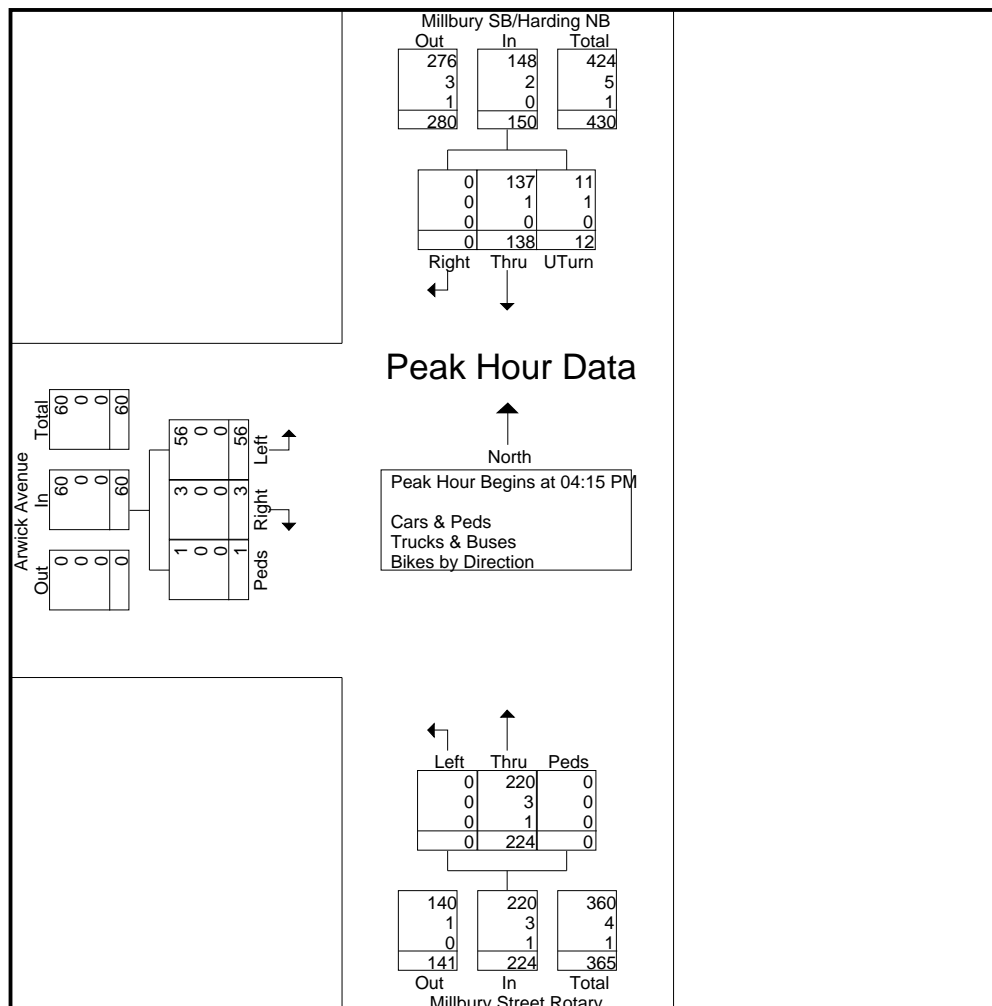 Millbury SB/Harding NB
Out In Total
276 148 424
3 2 5
1 0 1
280 150 430
0 137 11
0 1 1
0 0 0
0 138 12
Right Thru UTurn
Peak Hour Data
North
Peak Hour Begins at 04:15 PM
Cars & Peds
Trucks & Buses
Bikes by Direction
Arwick Avenue
Out In Total
0 60 60
0 0 0
0 0 0
0 60 60
1 3 56
0 0 0
0 0 0
1 3 56
Peds Right Left
Left Thru Peds
0 220 0
0 3 0
0 1 0
0 224 0
140 220 360
1 3 4
0 1 1
141 224 365
Out In Total
Millbury Street Rotary